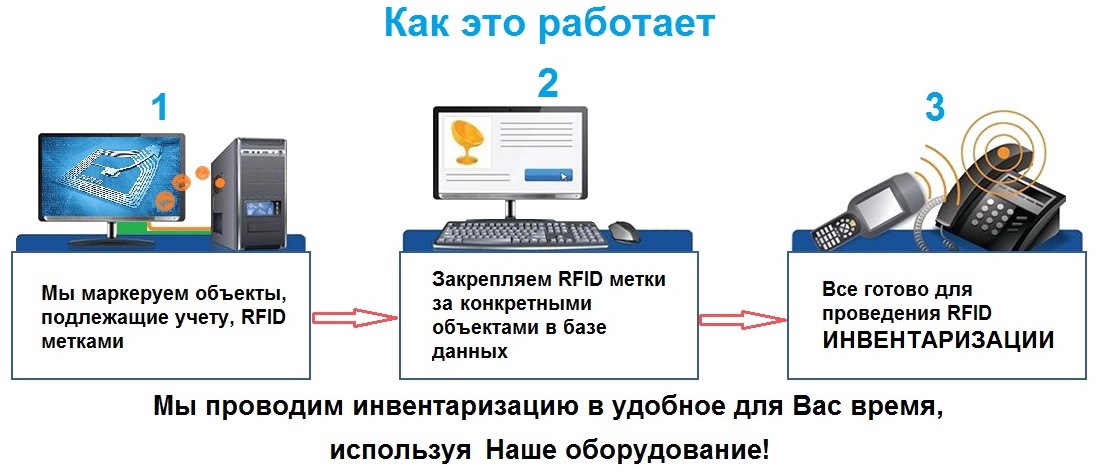 Как это работает
1
2
3
Мы маркеруем объекты,
подлежащие учету, RFID
метками
Закрепляем RFID метки
за конкретными
объектами в базе
данных
Все готово для
проведения RFID
ИНВЕНТАРИЗАЦИИ
Мы проводим инвентаризацию в удобное для Вас время,
используя Наше оборудование!